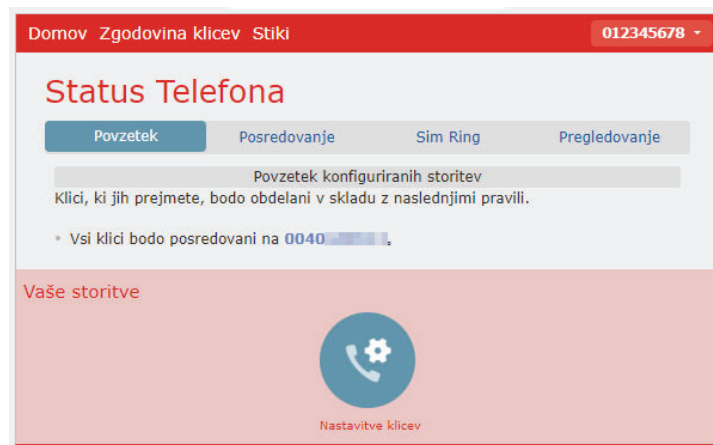 Domov Zgodovina klicev Stiki 012345678
Status Telefona
Povzetek Posredovanje Sim Ring Pregledovanje
Povzetek konfiguriranih storitev
Klici, ki jih prejmete, bodo obdelani v skladu z naslednjimi pravili.
Vsi klici bodo posredovani na 0040
Vaše storitve
Nastavitve klicev